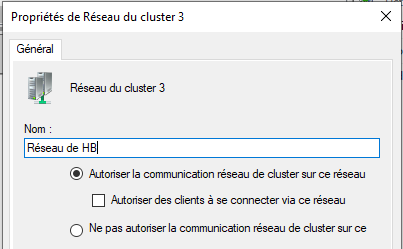 Propriétés de Réseau du cluster 3
Général
Réseau du cluster 3
Nom :
Réseau de HB
Autoriser la communication réseau de cluster sur ce réseau
Autoriser des clients à se connecter via ce réseau
Ne pas autoriser la communication réseau de cluster sur ce